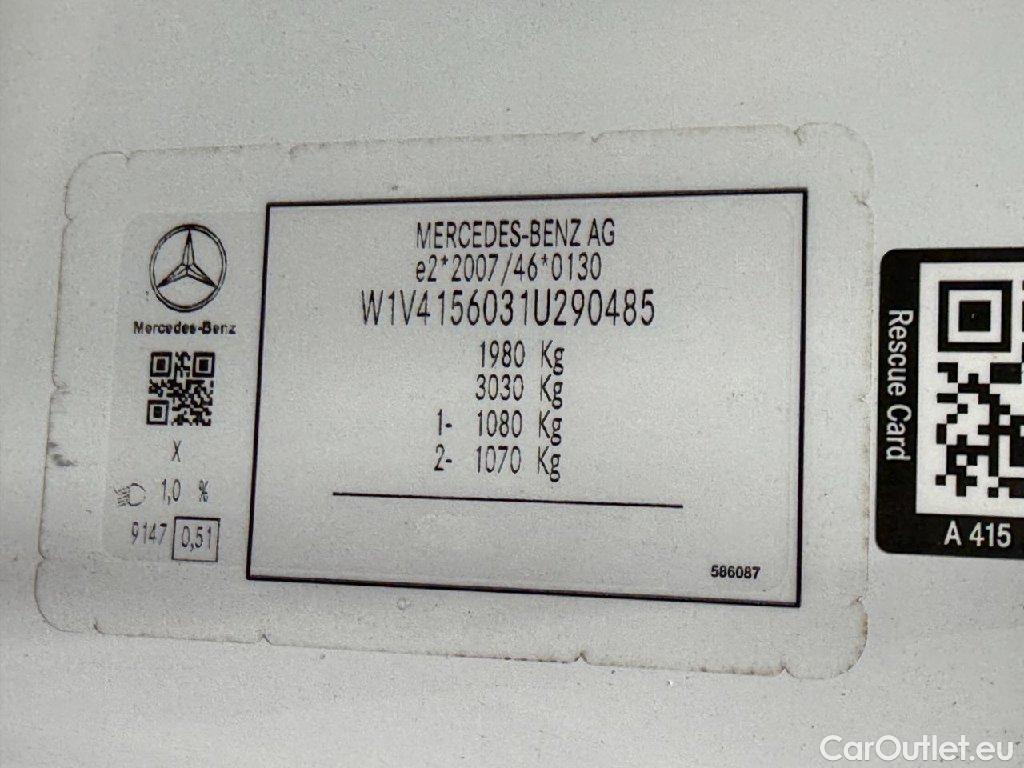 MERCEDES-BENZ AG
e2*2007/46*0130
W1V4156031U290485
1980 Kg
3030 Kg
1- 1080 Kg
2- 1070 Kg
586087
Mercedes-Benz
X
1,0 %
9147 0,51
Rescue Card
A 415
CarOutlet.eu